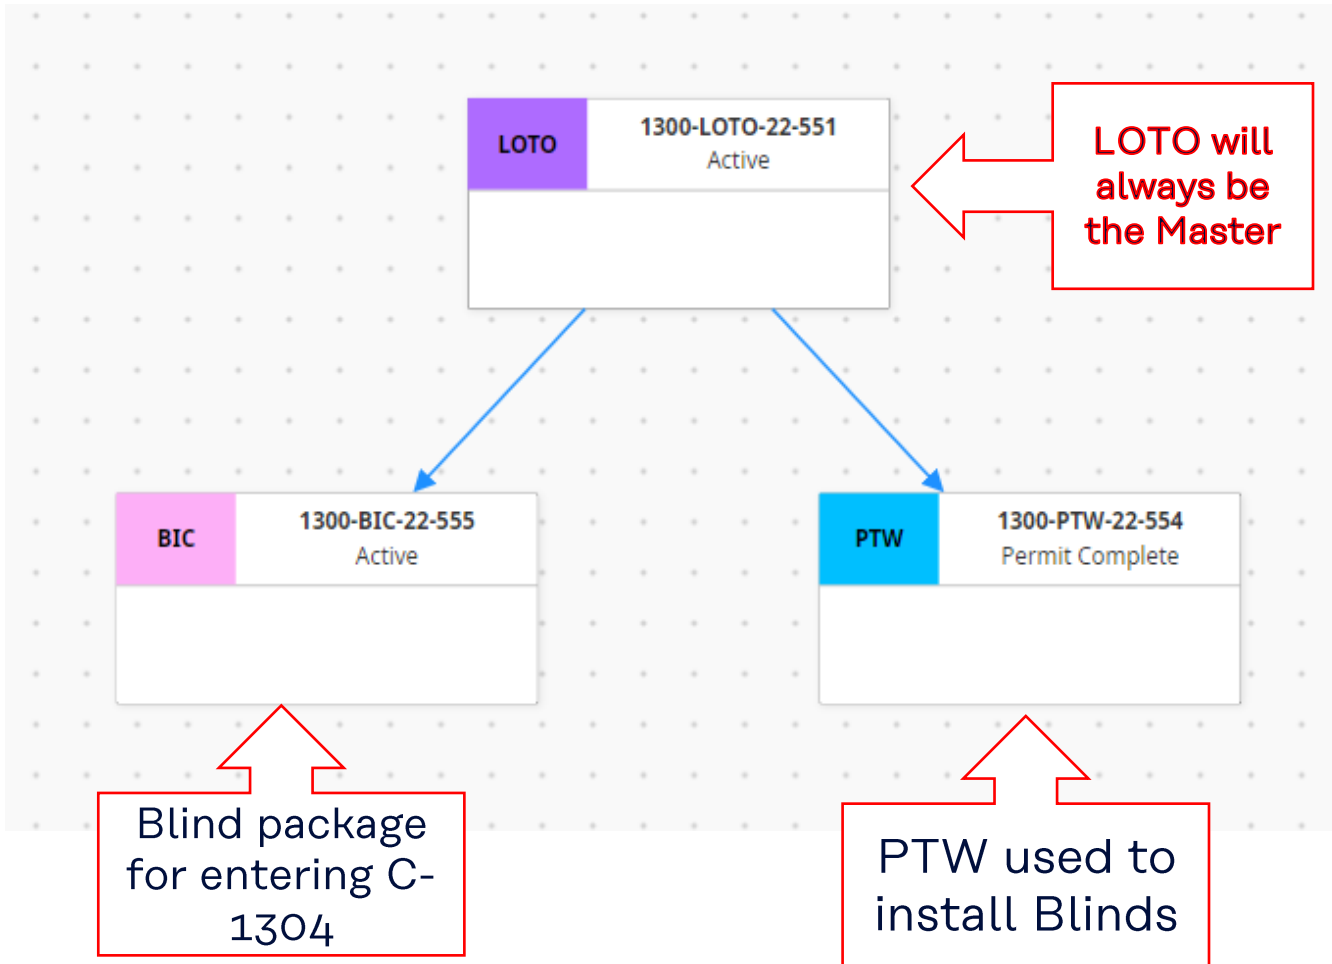 LOTO
1300-LOTO-22-551
Active
LOTO will
always be
the Master
BIC
1300-BIC-22-555
Active
PTW
1300-PTW-22-554
Permit Complete
Blind package
for entering C-
1304
PTW used to
install Blinds